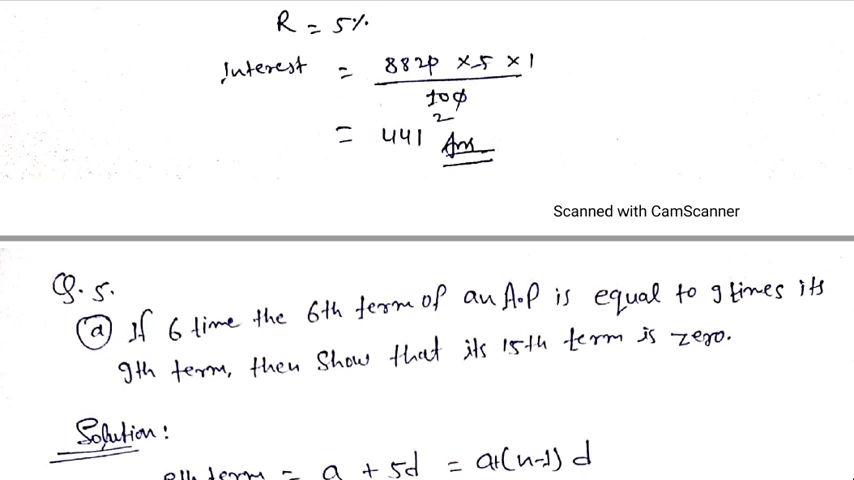 R = 5%
Interest = 8820 × 5 × 1
100
2
= 441 Ans
Scanned with CamScanner
Q. 5.
(a) If 6 time the 6th term of an A.P is equal to 9 times its
9th term, then Show that its 15th term is zero.
Solution:
term = a + 5d = a+(n-1) d